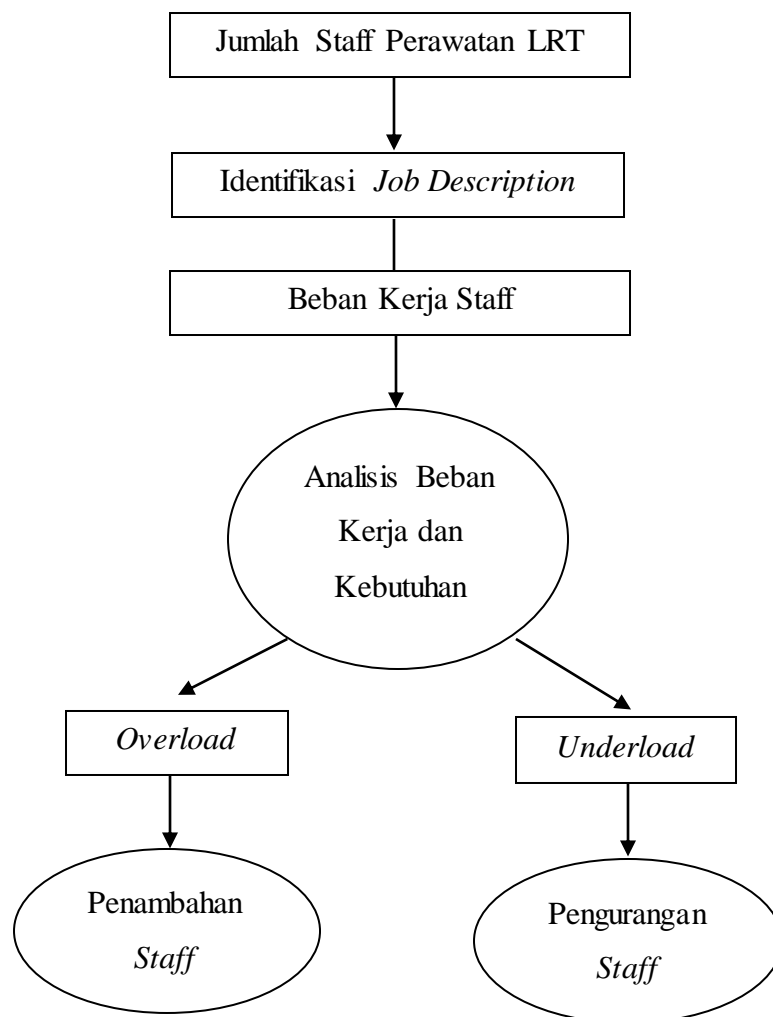 Jumlah Staff Perawatan LRT
Identifikasi Job Description
Beban Kerja Staff
Analisis Beban
Kerja dan
Kebutuhan
Overload
Underload
Penambahan
Staff
Pengurangan
Staff